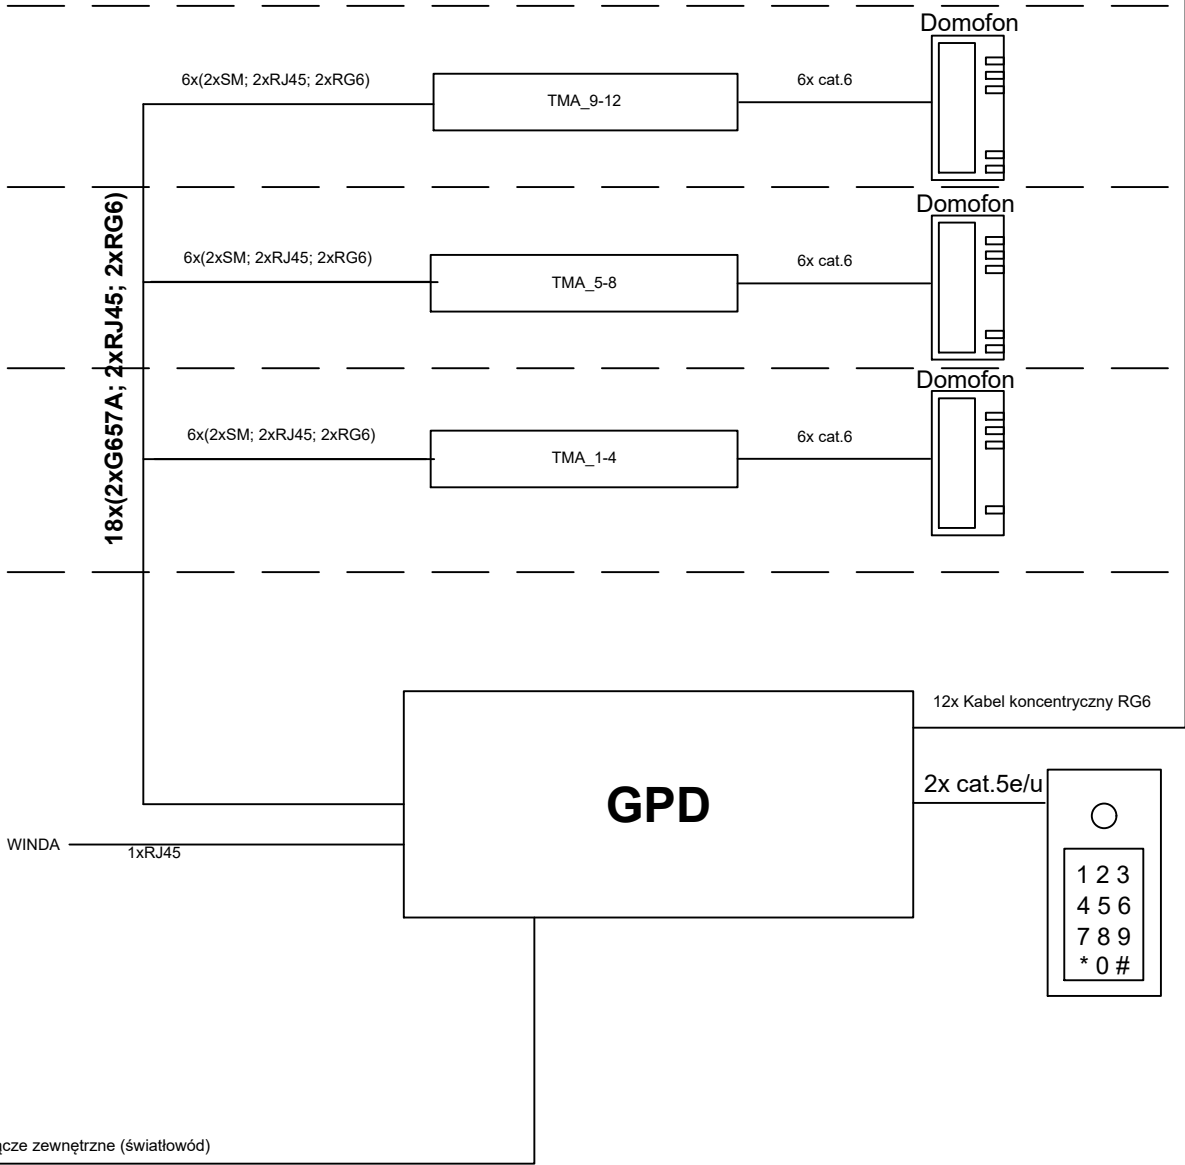 Domofon
6x(2xSM; 2xRJ45; 2xRG6)
TMA_9-12
6x cat.6
18x(2xG657A; 2xRJ45; 2xRG6)
Domofon
6x(2xSM; 2xRJ45; 2xRG6)
TMA_5-8
6x cat.6
Domofon
6x(2xSM; 2xRJ45; 2xRG6)
TMA_1-4
6x cat.6
12x Kabel koncentryczny RG6
GPD
2x cat.5e/u
WINDA
1xRJ45
1 2 3
4 5 6
7 8 9
* 0 #
zewnętrzne (światłowód)